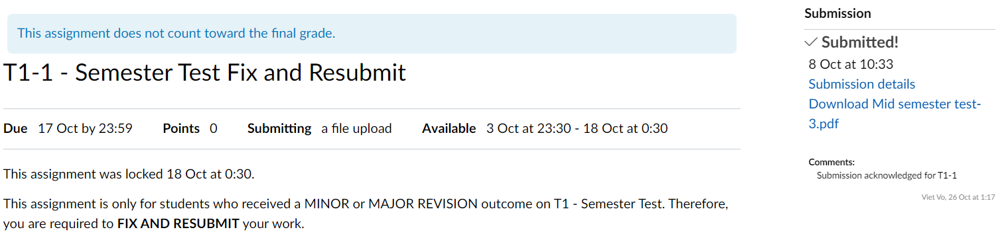 This assignment does not count toward the final grade.
T1-1 - Semester Test Fix and Resubmit
Due 17 Oct by 23:59 Points 0 Submitting a file upload Available 3 Oct at 23:30 - 18 Oct at 0:30
This assignment was locked 18 Oct at 0:30.
This assignment is only for students who received a MINOR or MAJOR REVISION outcome on T1 - Semester Test. Therefore,
you are required to FIX AND RESUBMIT your work.
Submission
Submitted!
8 Oct at 10:33
Submission details
Download Mid semester test-
3.pdf
Comments:
Submission acknowledged for T1-1
Viet Vo, 26 Oct at 1:17